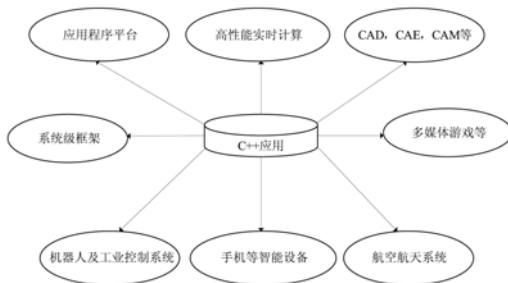 应用程序平台
高性能实时计算
CAD，CAE，CAM等
系统级框架
C++应用
多媒体游戏等
机器人及工业控制系统
手机等智能设备
航空航天系统